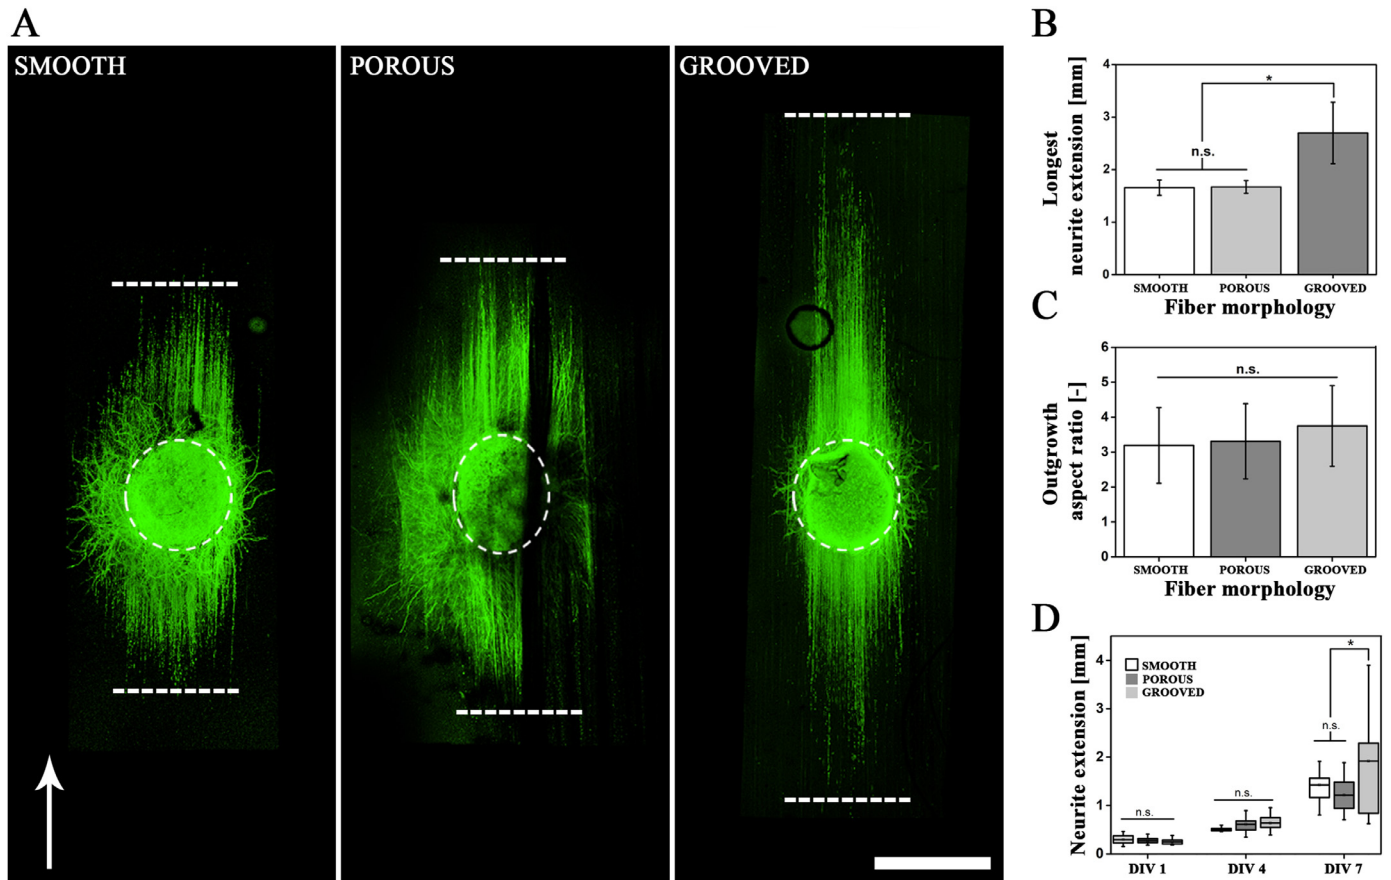 A
SMOOTH
POROUS
GROOVED
B
Longest
neurite extension [mm]
4
3
2
1
0
n.s.
*
SMOOTH
POROUS
GROOVED
Fiber morphology
C
Outgrowth
aspect ratio [-]
6
5
4
3
2
1
0
n.s.
SMOOTH
POROUS
GROOVED
Fiber morphology
D
Neurite extension [mm]
4
3
2
1
0
SMOOTH
POROUS
GROOVED
n.s.
n.s.
n.s.
*
DIV 1
DIV 4
DIV 7